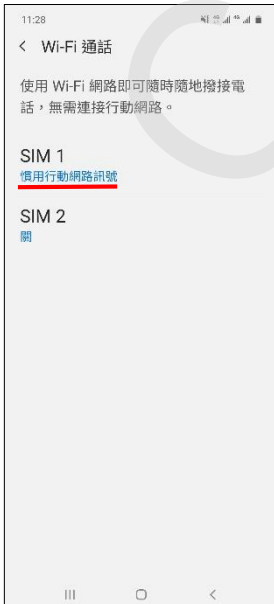 11:28
Wi-Fi 通話
使用 Wi-Fi 網路即可隨時隨地撥接電
話，無需連接行動網路。
SIM 1
慣用行動網路訊號
SIM 2
關